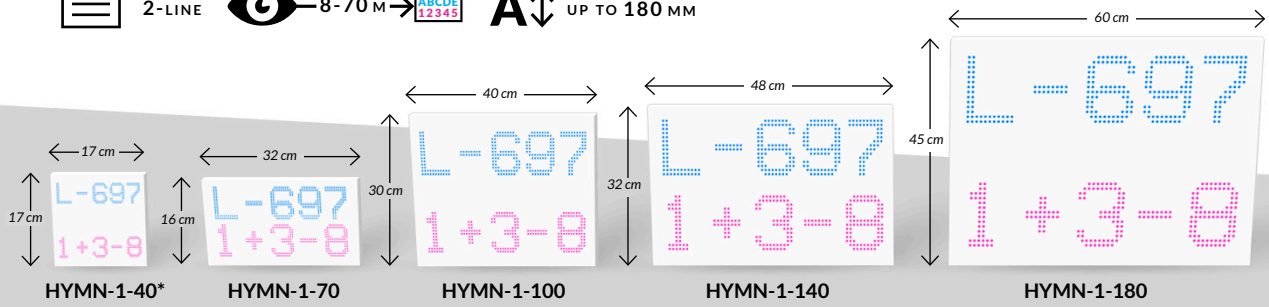 2-LINE
G
8-70 M
ABCDE
12345
A
UP TO 180 MM
17 cm
17 cm
L-697
1+3-8
HYMN-1-40*
32 cm
16 cm
L-697
1+3-8
HYMN-1-70
40 cm
30 cm
L-697
1+3-8
HYMN-1-100
48 cm
32 cm
L-697
1+3-8
HYMN-1-140
60 cm
45 cm
L-697
1+3-8
HYMN-1-180